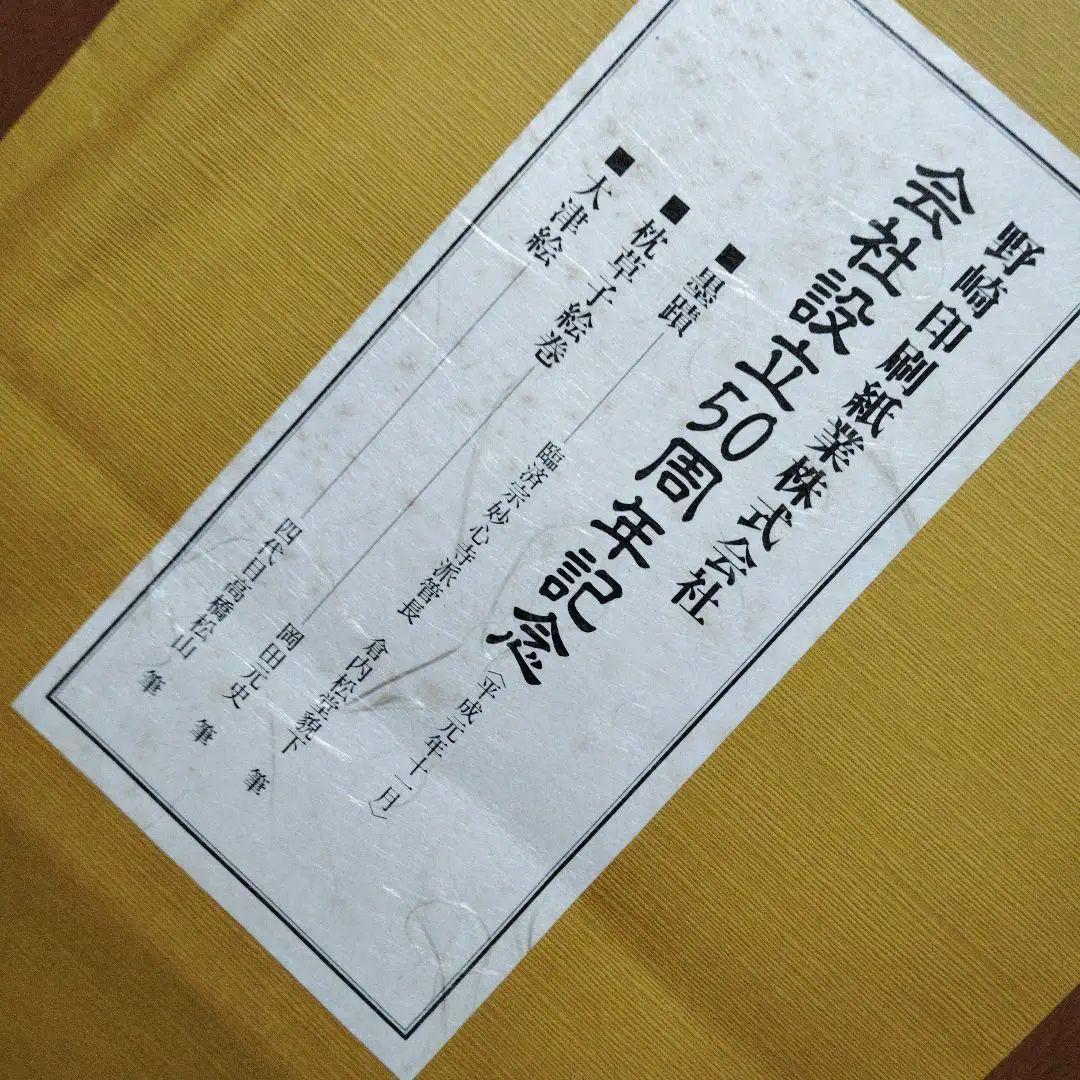 野崎印刷紙業株式会社
会社設立50周年記念
〈平成元年十一月〉
■墨蹟 臨済宗妙心寺派管長 倉内松堂貌下 筆
■枕草子絵巻 岡田元史 筆
■大津絵 四代目高橋松山 筆